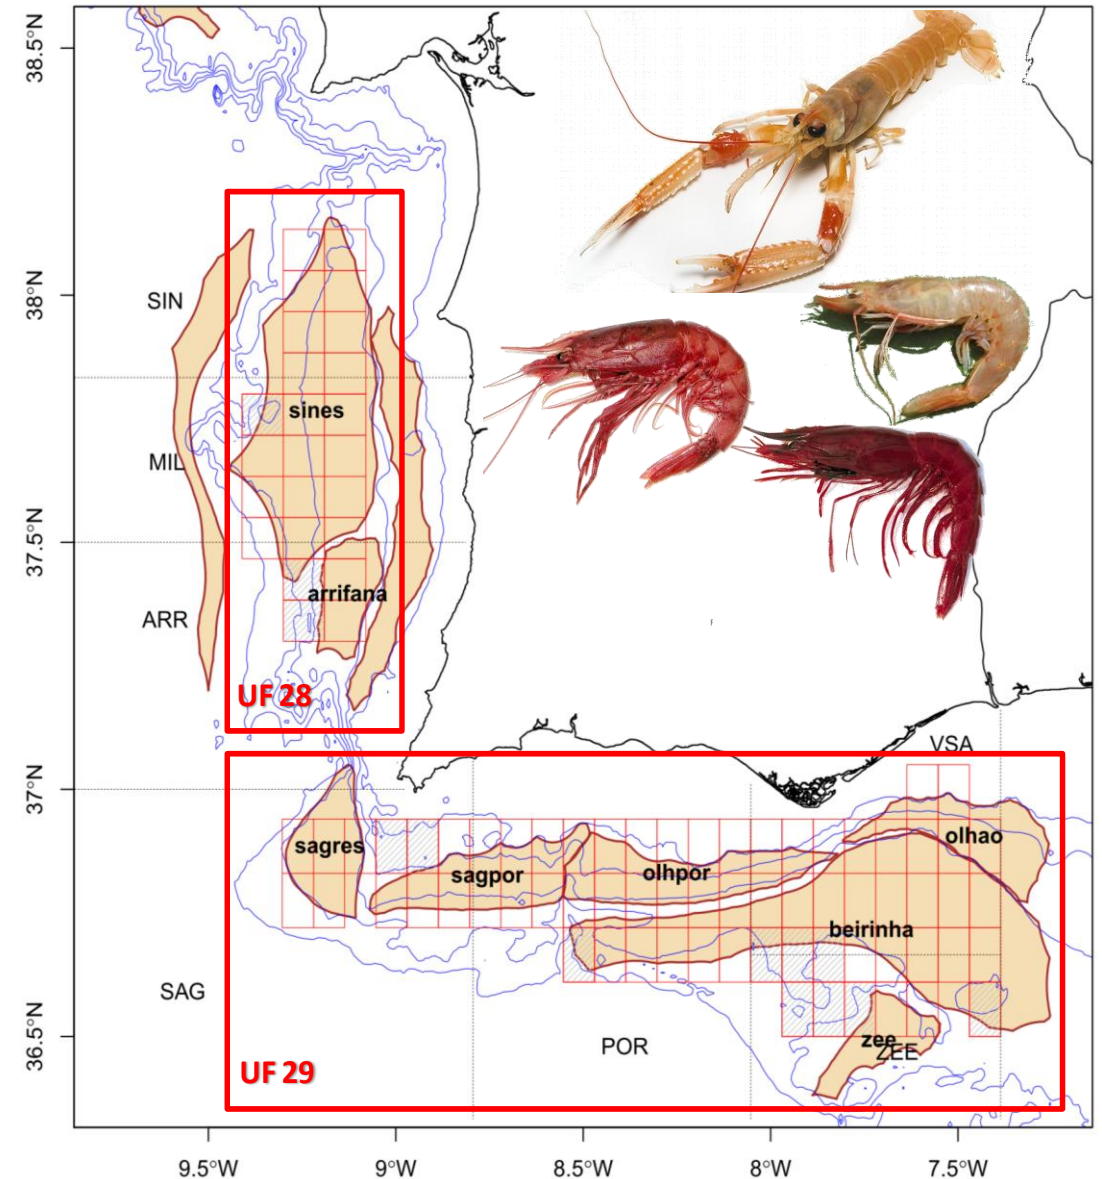 38.5°N
38°N
SIN
sines
MIL
37.5°N
arrifana
ARR
UF 28
VSA
37°N
olhao
sagres
olhpor
sagpor
beirinha
SAG
36.5°N
zee
POR
ZEE
UF 29
9.5°W
9°W
8.5°W
8°W
7.5°W